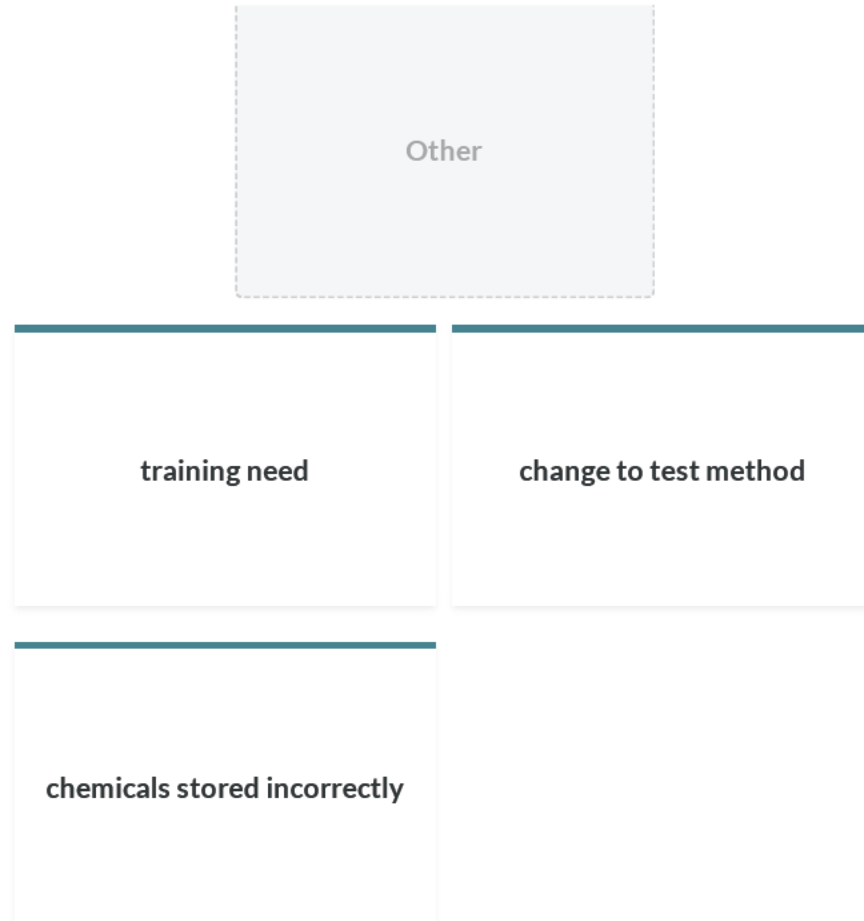 Other
training need
change to test method
chemicals stored incorrectly